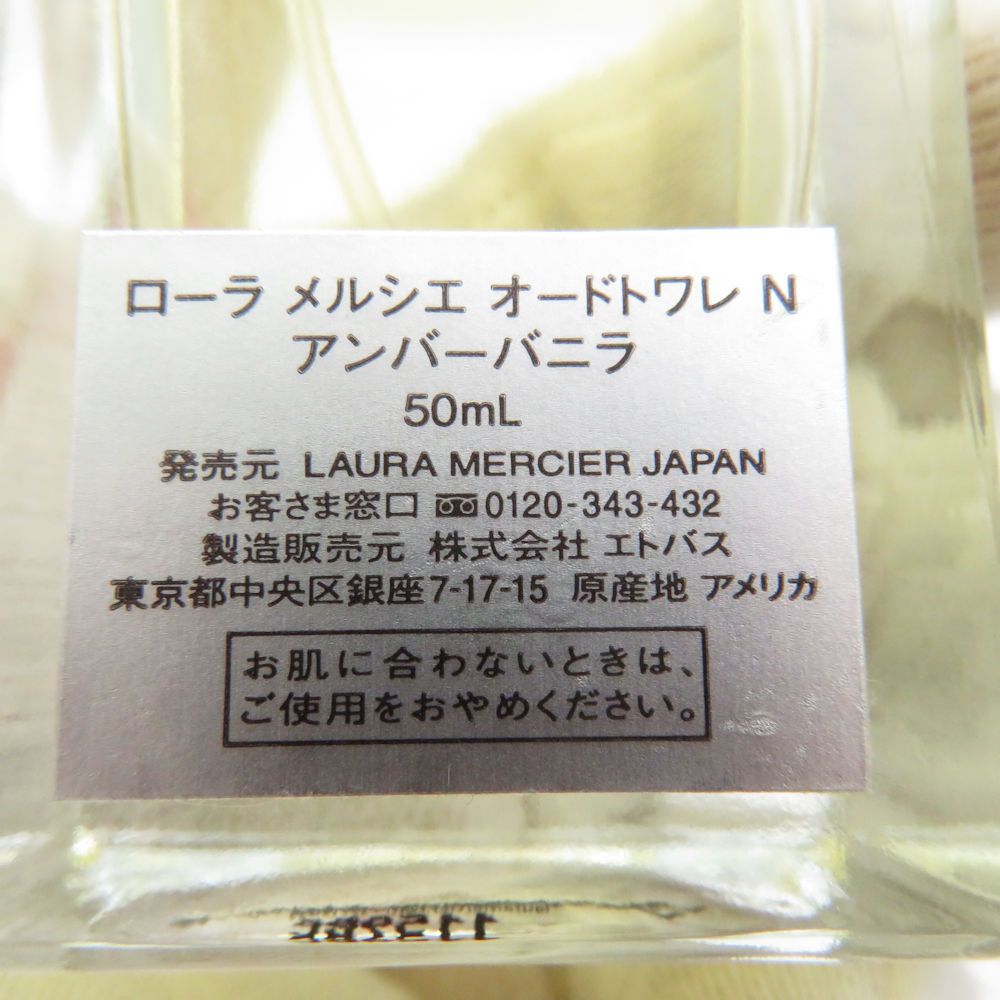 ローラ メルシエ オードトワレ N
アンバーバニラ
50mL
発売元 LAURA MERCIER JAPAN
お客さま窓口 0120-343-432
製造販売元 株式会社 エトバス
東京都中央区銀座7-17-15 原産地 アメリカ
お肌に合わないときは、
ご使用をおやめください。